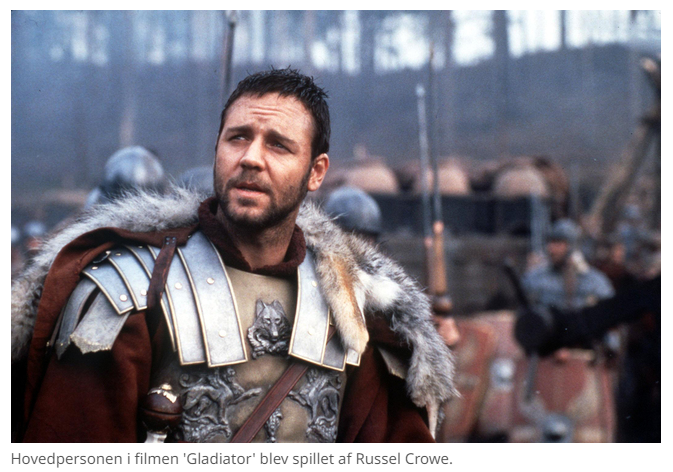 Hovedpersonen i filmen 'Gladiator' blev spillet af Russel Crowe.